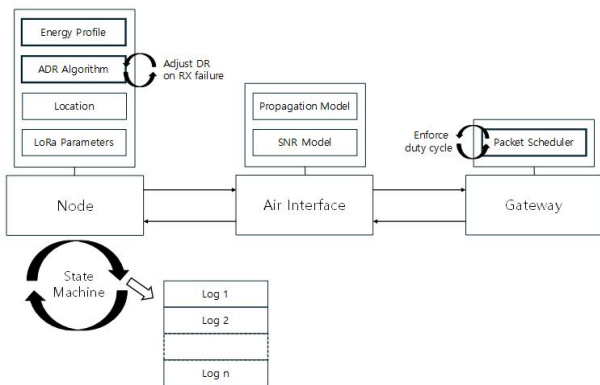 Energy Profile
ADR Algorithm
Adjust DR
on RX failure
Location
LoRa Parameters
Propagation Model
SNR Model
Enforce
duty cycle
Packet Scheduler
Node
Air Interface
Gateway
State
Machine
Log 1
Log 2
Log n